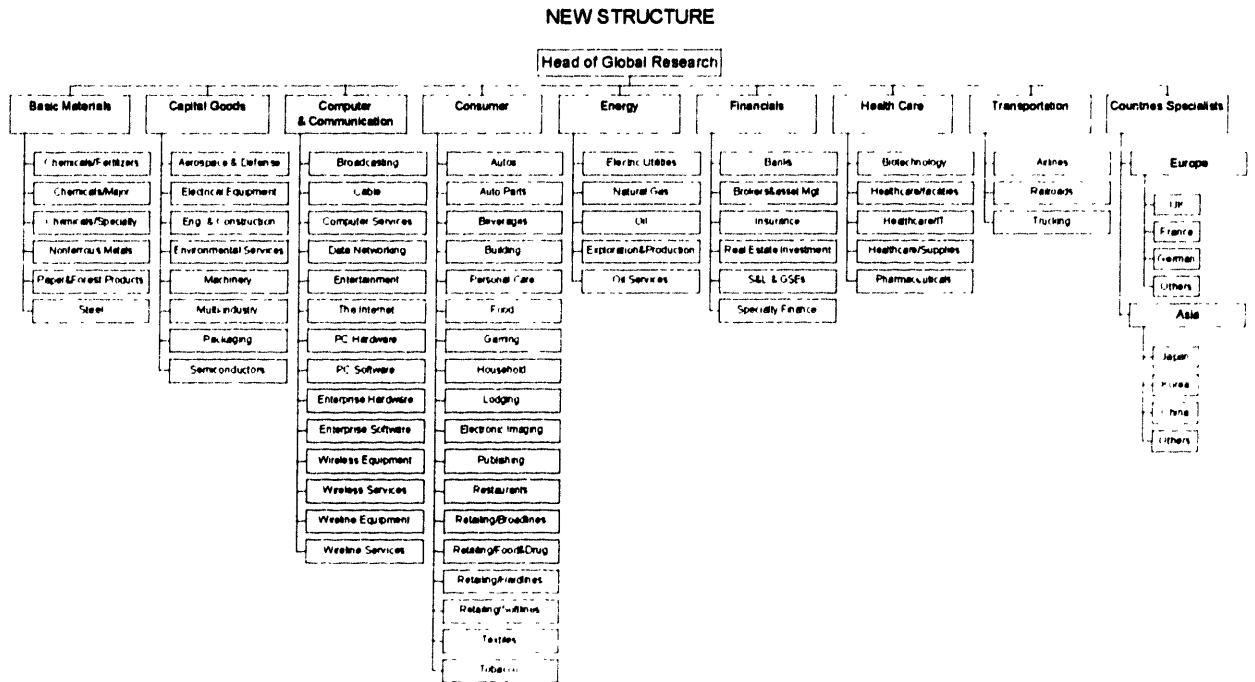 NEW STRUCTURE
Head of Global Research
Basic Materials
Chemicals/Fertilizers
Chemicals/Major
Chemicals/Specialty
Nonferrous Metals
Paper&Forest Products
Steel
Capital Goods
Aerospace & Defense
Electrical Equipment
Eng. & Construction
Environmental Services
Machinery
Multi-industry
Packaging
Semiconductors
Computer
& Communication
Broadcasting
Cable
Computer Services
Data Networking
Entertainment
The Internet
PC Hardware
PC Software
Enterprise Hardware
Enterprise Software
Wireless Equipment
Wireless Services
Wireline Equipment
Wireline Services
Consumer
Autos
Auto Parts
Beverages
Building
Personal Care
Food
Gaming
Household
Lodging
Electronic Imaging
Publishing
Restaurants
Retailing/Broadlines
Retailing/Food&Drug
Retailing/Hardlines
Retailing/Softlines
Textiles
Tobacco
Energy
Electric Utilities
Natural Gas
Oil
Exploration&Production
Oil Services
Financials
Banks
Brokers&asset Mgt
Insurance
Real Estate Investment
S&L & GSEs
Specialty Finance
Health Care
Biotechnology
Healthcare/facilities
Healthcare/IT
Healthcare/Supplies
Pharmaceuticals
Transportation
Airlines
Railroads
Trucking
Countries Specialists
Europe
UK
France
German
Others
Asia
Japan
Korea
China
Others